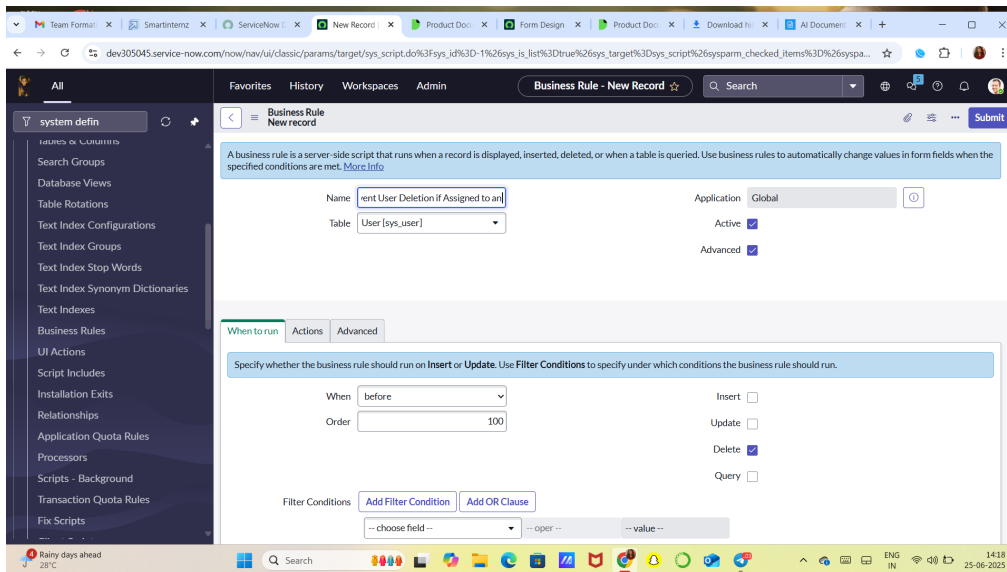 Team Format
Smartinternz
ServiceNow D
New Record |
Product Doc
Form Design
Product Doc
Download hi
AI Document
dev305045.service-now.com/now/nav/ui/classic/params/target/sys_script.do%3Fsys_id%3D-1%26sys_is_list%3Dtrue%26sys_target%3Dsys_script%26sysparm_checked_items%3D%26syspa...
All
Favorites
History
Workspaces
Admin
Business Rule - New Record
Search
5
system defin
Business Rule
New record
Submit
Tables & Columns
Search Groups
Database Views
Table Rotations
Text Index Configurations
Text Index Groups
Text Index Stop Words
Text Index Synonym Dictionaries
Text Indexes
Business Rules
UI Actions
Script Includes
Installation Exits
Relationships
Application Quota Rules
Processors
Scripts - Background
Transaction Quota Rules
Fix Scripts
A business rule is a server-side script that runs when a record is displayed, inserted, deleted, or when a table is queried. Use business rules to automatically change values in form fields when the
specified conditions are met. More Info
Name
ent User Deletion if Assigned to an
Application
Global
Table
User [sys_user]
Active
Advanced
When to run
Actions
Advanced
Specify whether the business rule should run on Insert or Update. Use Filter Conditions to specify under which conditions the business rule should run.
When
before
Insert
Order
100
Update
Delete
Query
Filter Conditions
Add Filter Condition
Add OR Clause
-- choose field --
-- oper --
-- value --
Rainy days ahead
28°C
Search
ENG
IN
14:18
25-06-2025